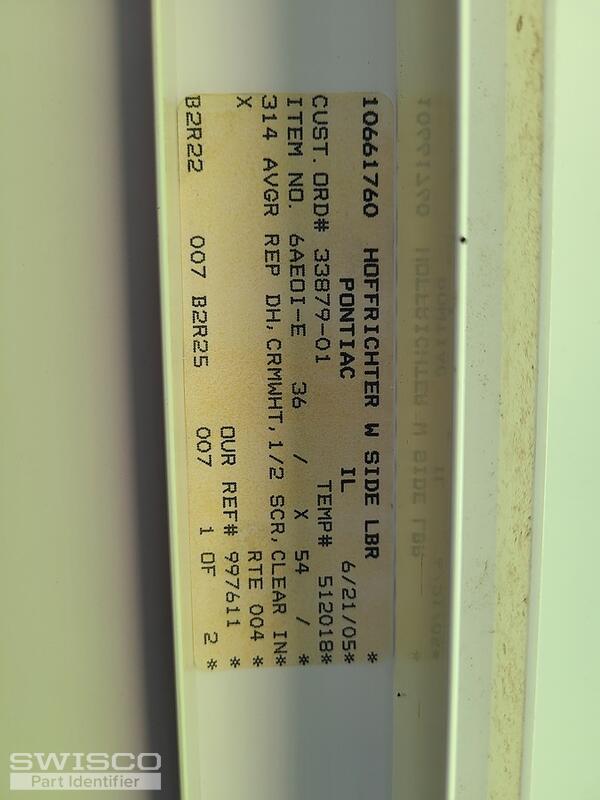 10661760 HOFFRICHTER W SIDE LBR *
PONTIAC IL 6/21/05*
CUST. ORD# 33879-01 TEMP# 512018*
ITEM NO. 6AE0I-E 36 / X 54 / *
314 AVGR REP DH,CRMWHT,1/2 SCR,CLEAR IN*
X RTE 004 *
OUR REF# 997611 *
B2R22 007 B2R25 007 1 OF 2 *
SWISCO
Part Identifier